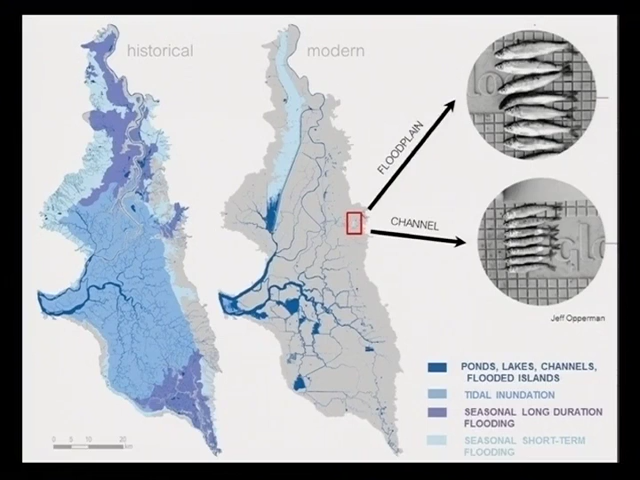 historical
modern
FLOODPLAIN
CHANNEL
Jeff Opperman
PONDS, LAKES, CHANNELS,
FLOODED ISLANDS
TIDAL INUNDATION
SEASONAL LONG DURATION
FLOODING
SEASONAL SHORT-TERM
FLOODING
0 5 10 20